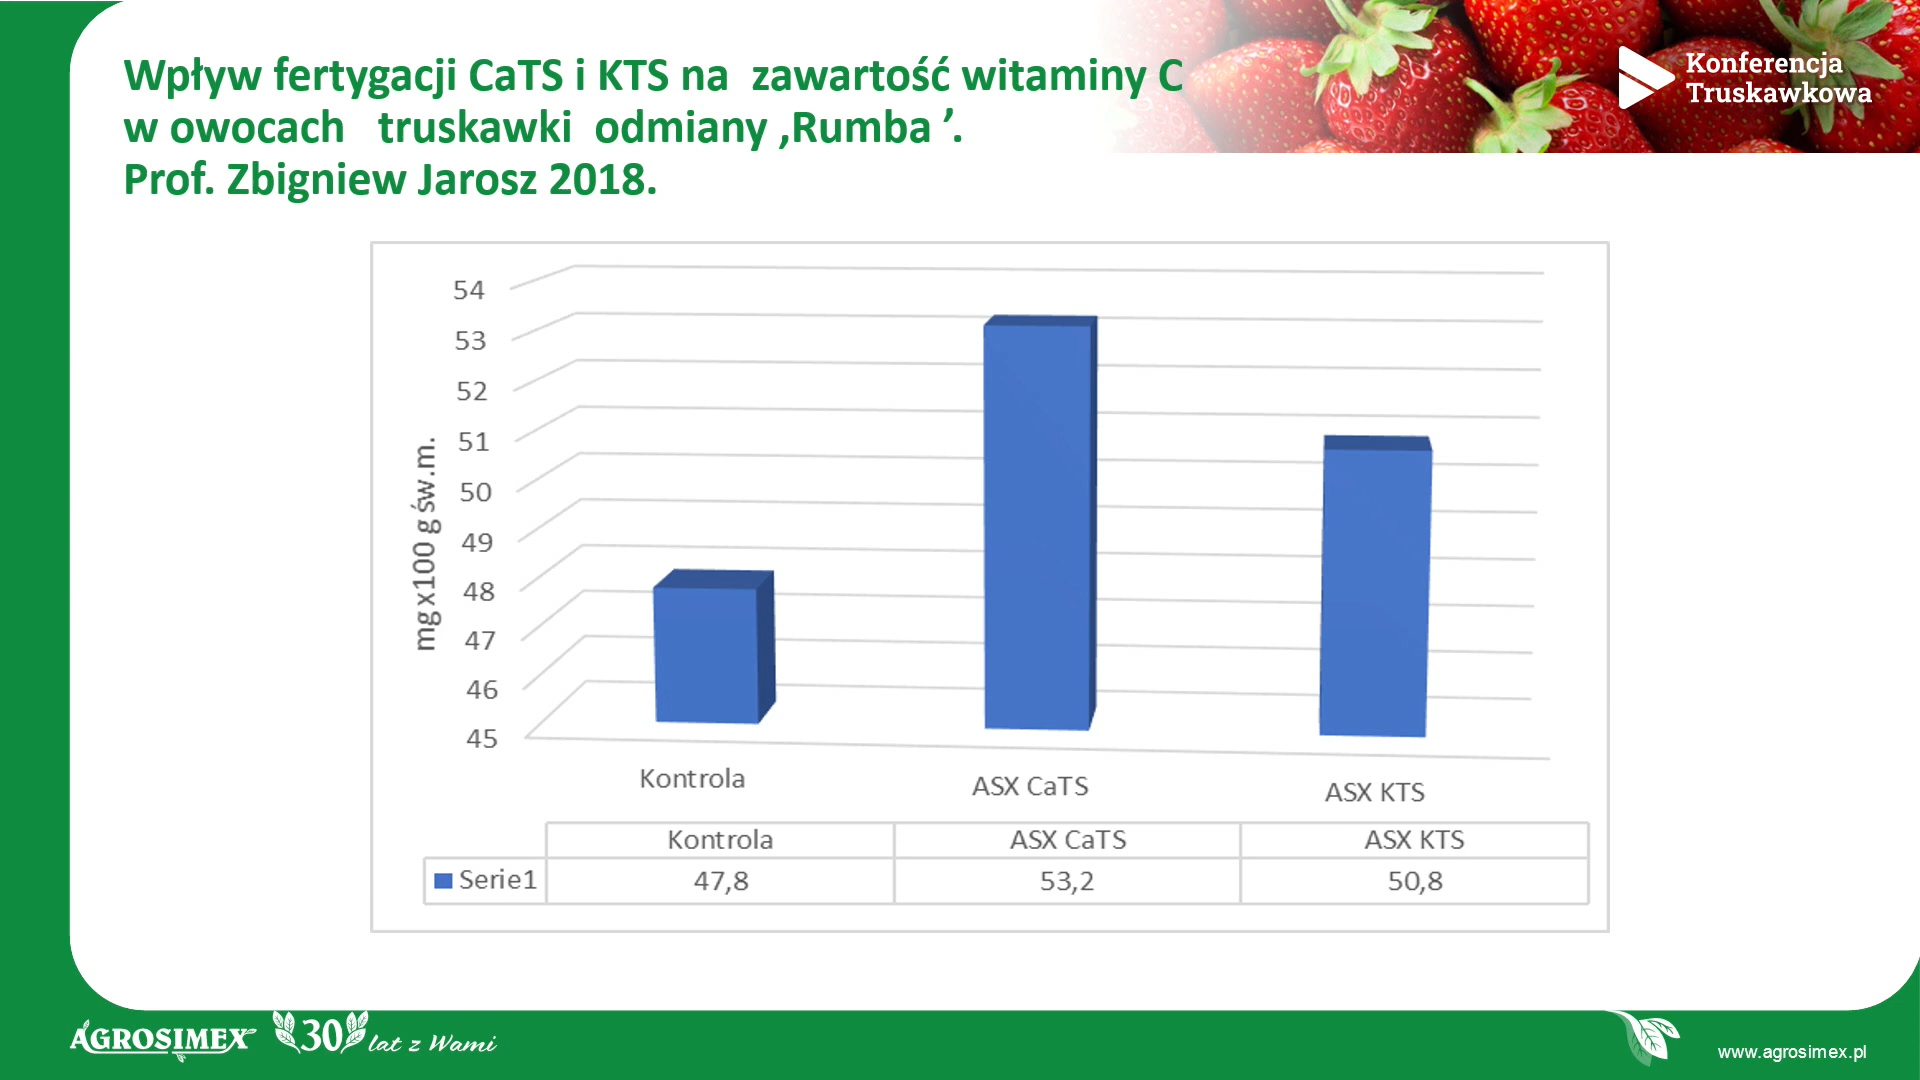 Wpływ fertygacji CaTS i KTS na zawartość witaminy C
w owocach truskawki odmiany ‚Rumba ’.
Prof. Zbigniew Jarosz 2018.
Konferencja
Truskawkowa
54
53
52
51
50
49
48
47
46
45
mg x100 g św.m.
Kontrola
ASX CaTS
ASX KTS
Kontrola ASX CaTS ASX KTS
Serie1 47,8 53,2 50,8
AGROSIMEX 30 lat z Wami
www.agrosimex.pl